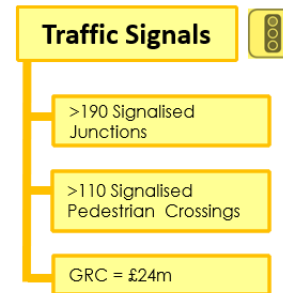 Traffic Signals
>190 Signalised
Junctions
>110 Signalised
Pedestrian Crossings
GRC = £24m